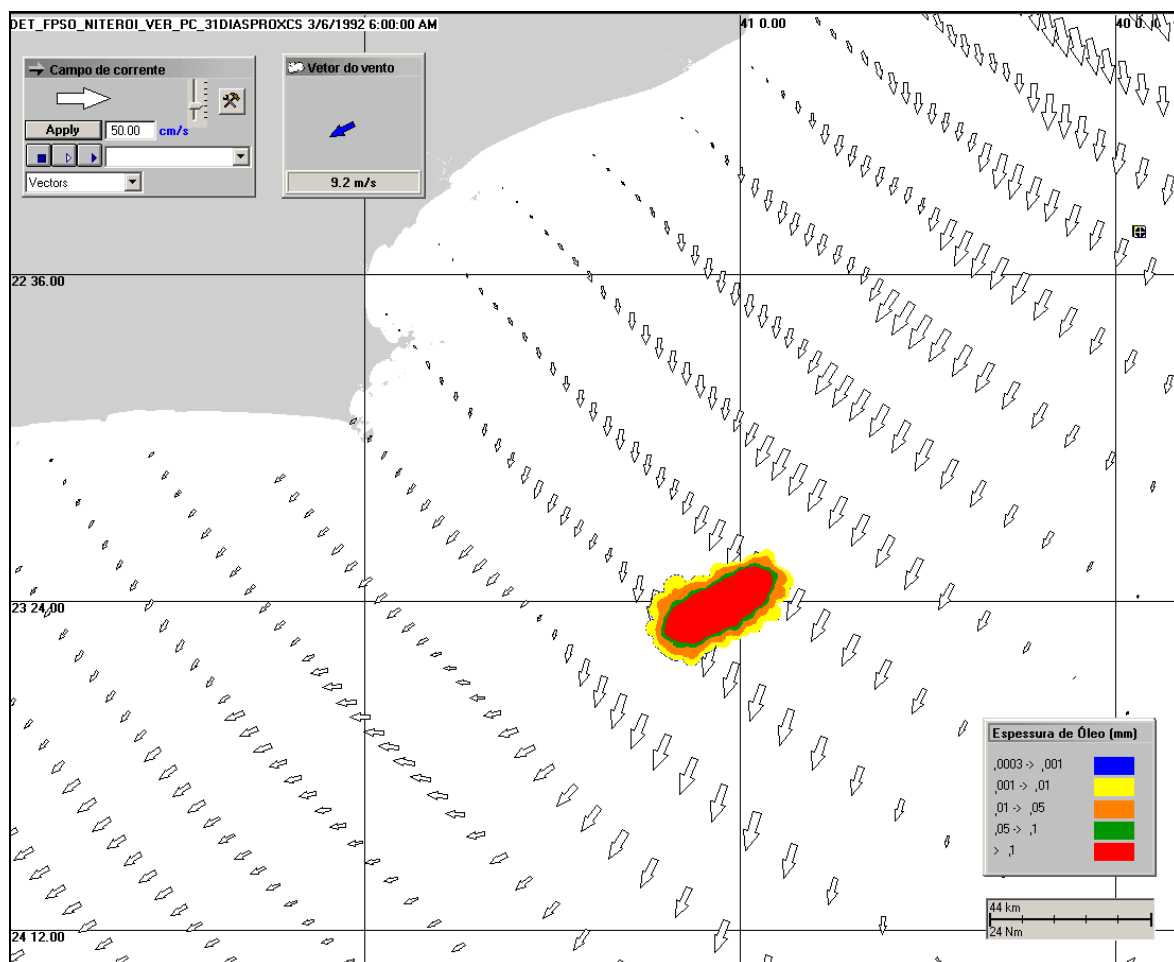 DET_FPSO_NITEROI_VER_PC_31DIASPROXCS 3/6/1992 6:00:00 AM
41 0.00
Campo de corrente
Vetor do vento
Apply
50.00
cm/s
Vectors
9.2 m/s
22 36.00
23 24.00
24 12.00
Espessura de Óleo (mm)
,0003 -> ,001
,001 -> ,01
,01 -> ,05
,05 -> ,1
> ,1
44 km
24 Nm